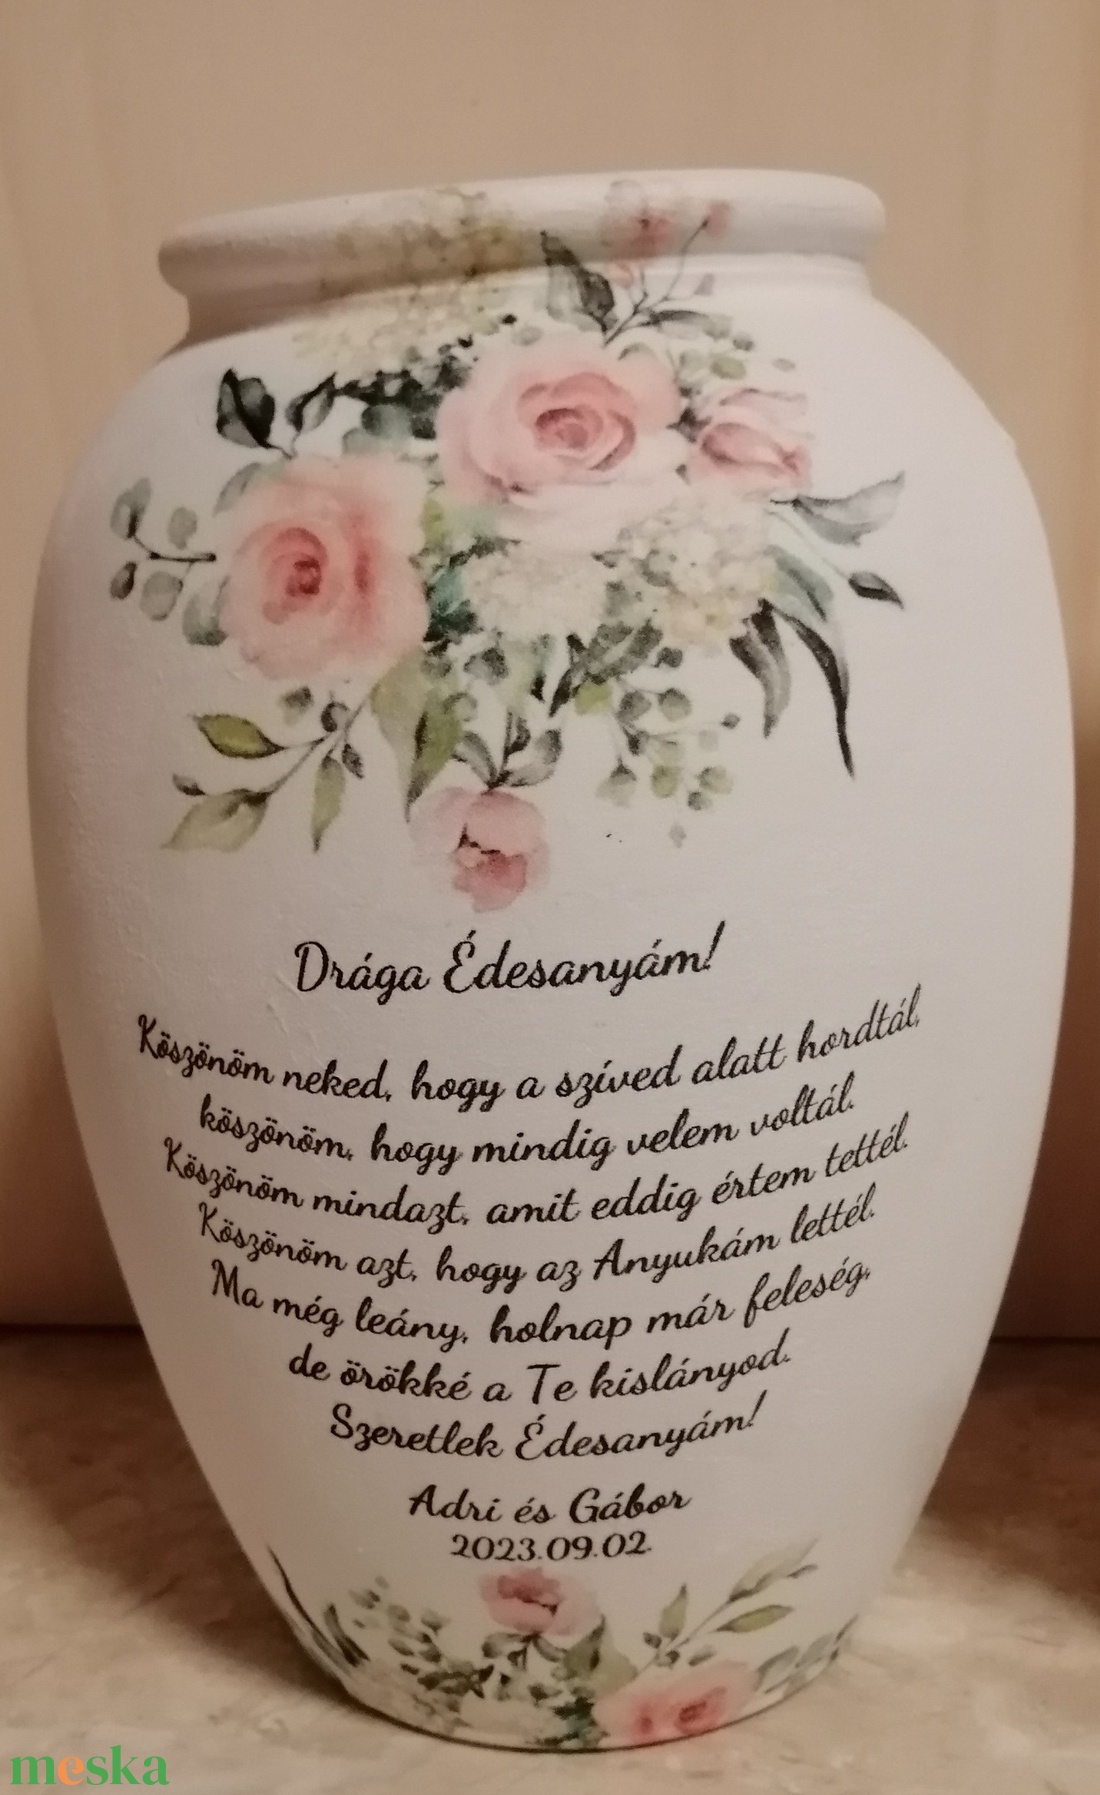 Drága Édesanyám!
Köszönöm neked, hogy a szíved alatt hordtál,
köszönöm, hogy mindig velem voltál.
Köszönöm mindazt, amit eddig értem tettél.
Köszönöm azt, hogy az Anyukám lettél.
Ma még leány, holnap már feleség,
de örökké a Te kislányod.
Szeretlek Édesanyám!
Adri és Gábor
2023.09.02.
meska